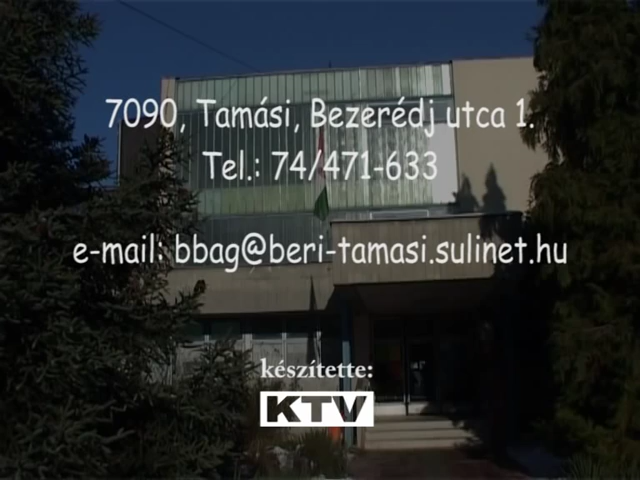 7090, Tamási, Bezerédj utca 1.
Tel.: 74/471-633
e-mail: bbag@beri-tamasi.sulinet.hu
készítette:
KTV